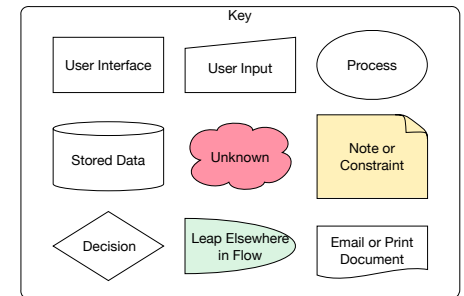 Key
User Interface
User Input
Process
Stored Data
Unknown
Note or
Constraint
Decision
Leap Elsewhere
in Flow
Email or Print
Document